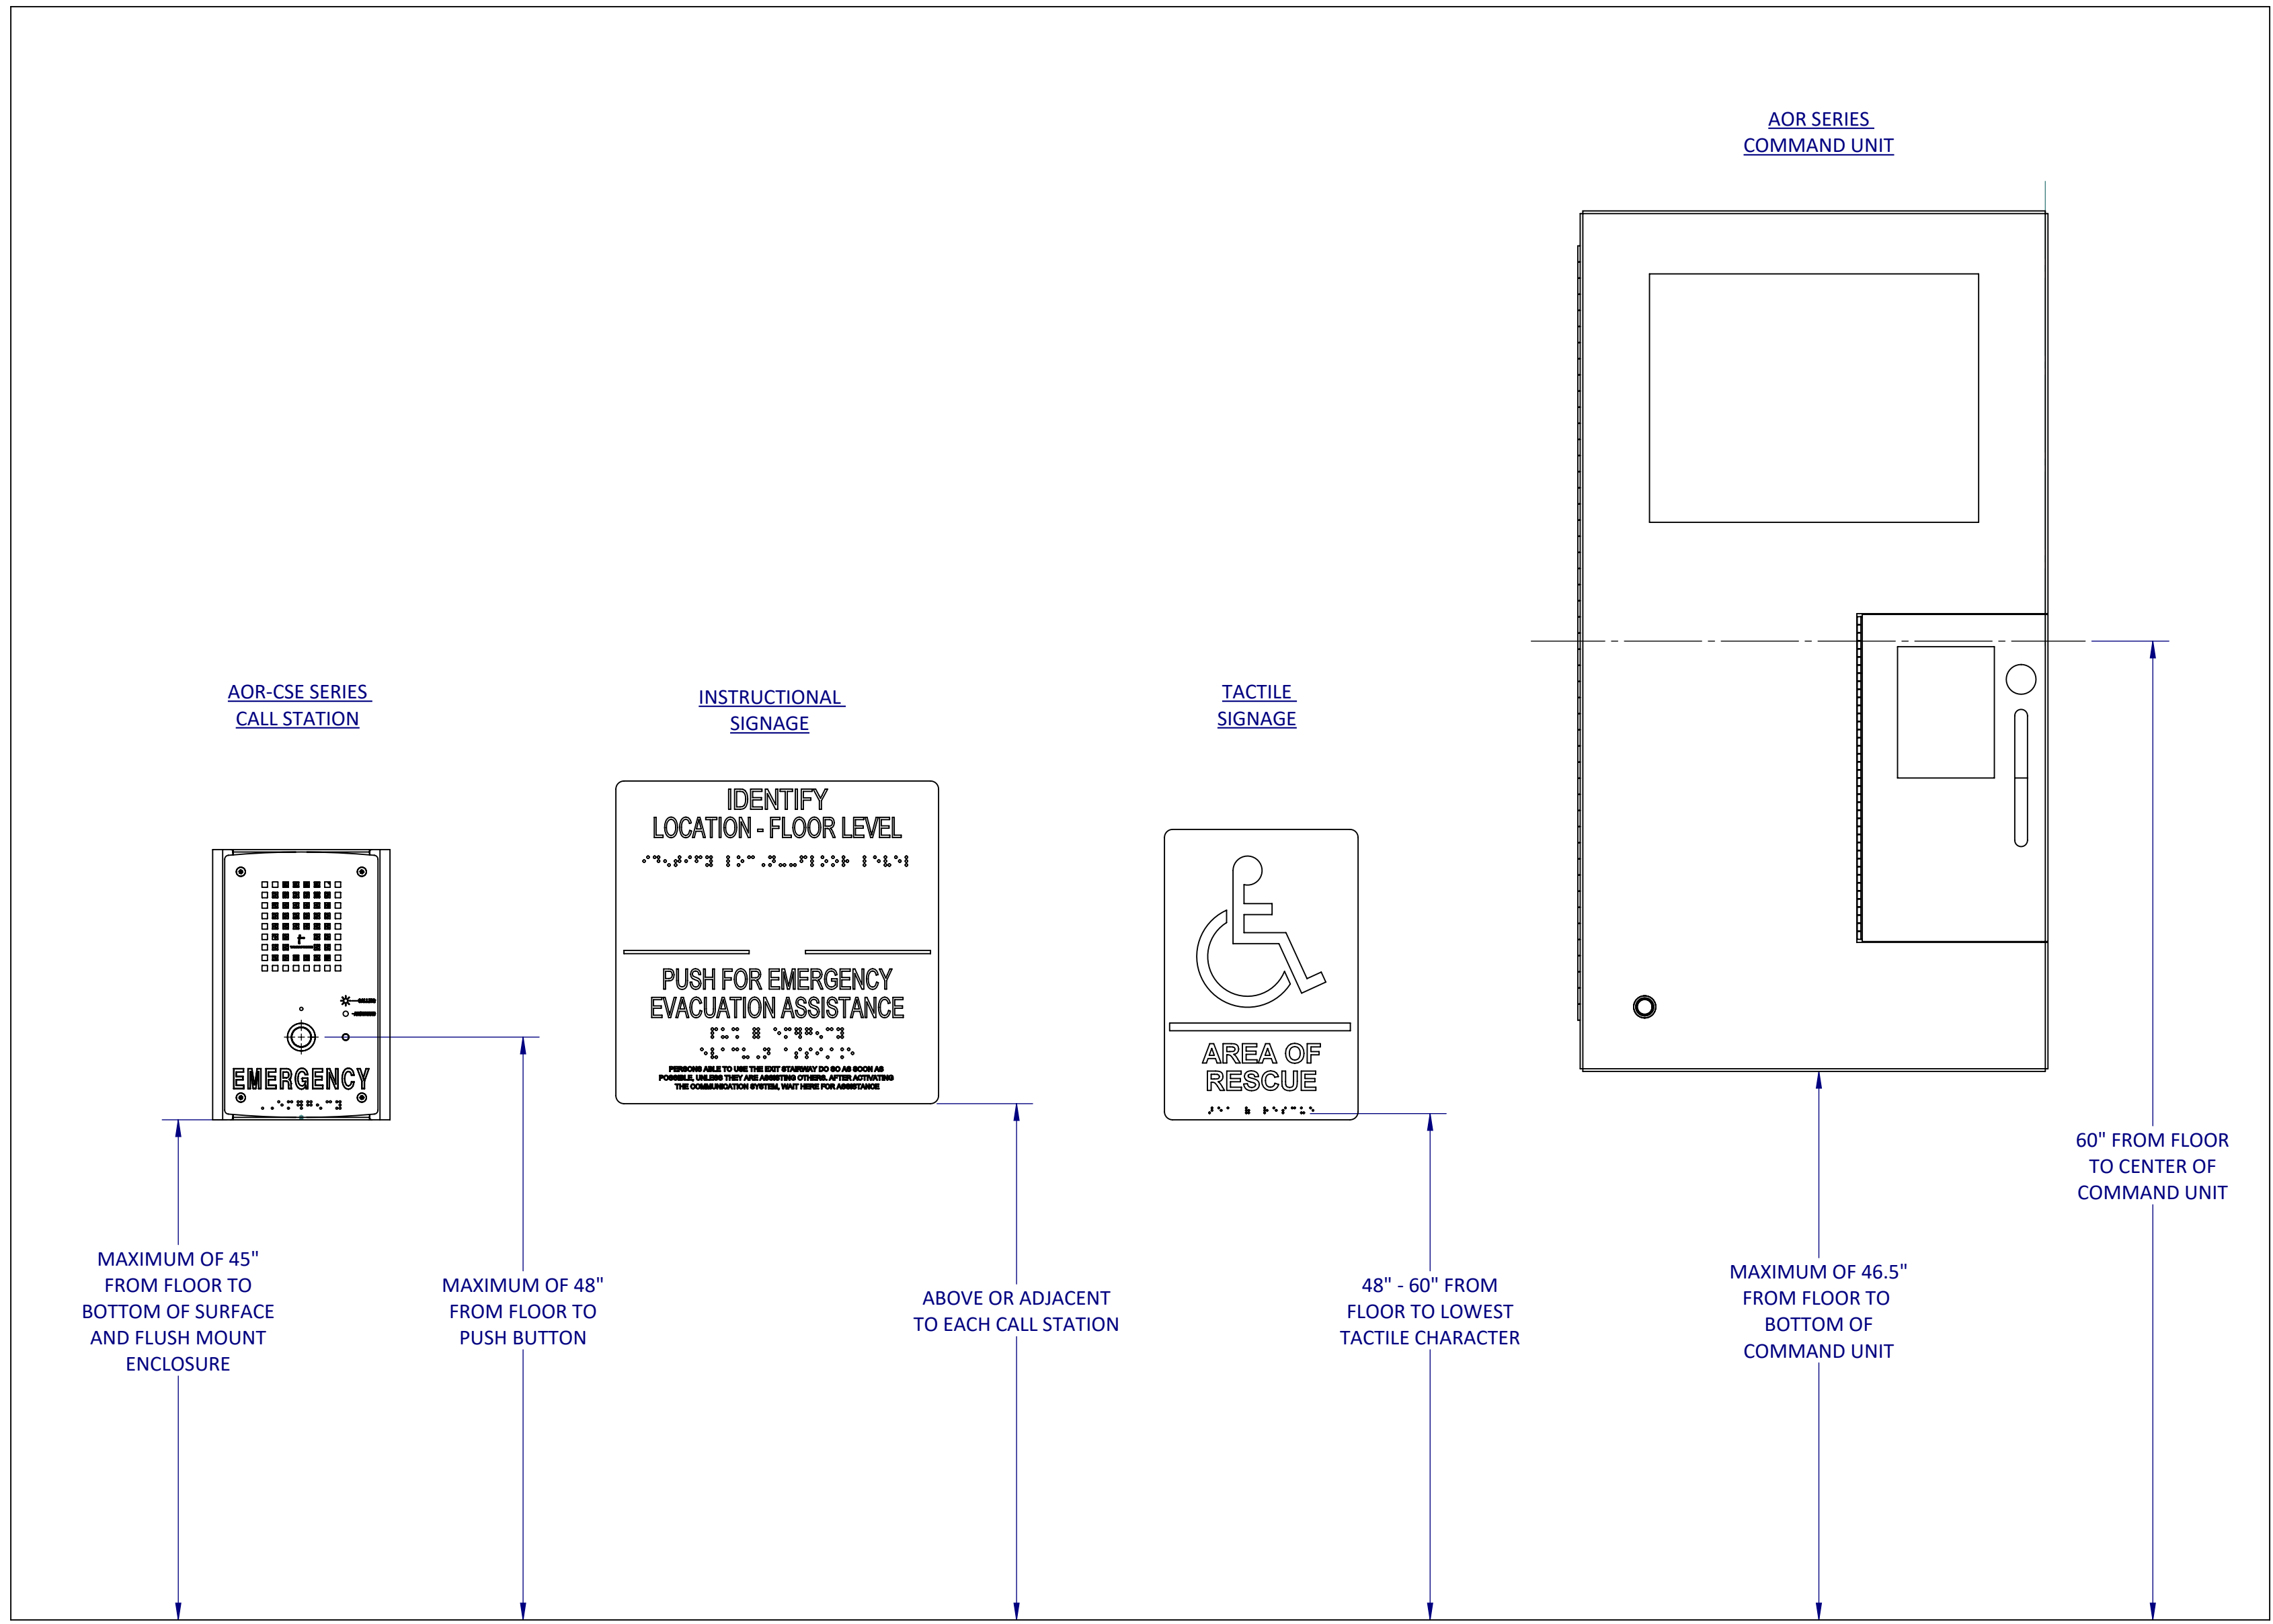 AOR SERIES
COMMAND UNIT
AOR-CSE SERIES
CALL STATION
INSTRUCTIONAL
SIGNAGE
TACTILE
SIGNAGE
IDENTIFY
LOCATION - FLOOR LEVEL
PUSH FOR EMERGENCY
EVACUATION ASSISTANCE
PERSONS ABLE TO USE THE EXIT STAIRWAY DO SO AS SOON AS
POSSIBLE, UNLESS THEY ARE ASSISTING OTHERS. AFTER ACTIVATING
THE COMMUNICATION SYSTEM, WAIT HERE FOR ASSISTANCE
EMERGENCY
AREA OF
RESCUE
MAXIMUM OF 45"
FROM FLOOR TO
BOTTOM OF SURFACE
AND FLUSH MOUNT
ENCLOSURE
MAXIMUM OF 48"
FROM FLOOR TO
PUSH BUTTON
ABOVE OR ADJACENT
TO EACH CALL STATION
48" - 60" FROM
FLOOR TO LOWEST
TACTILE CHARACTER
MAXIMUM OF 46.5"
FROM FLOOR TO
BOTTOM OF
COMMAND UNIT
60" FROM FLOOR
TO CENTER OF
COMMAND UNIT